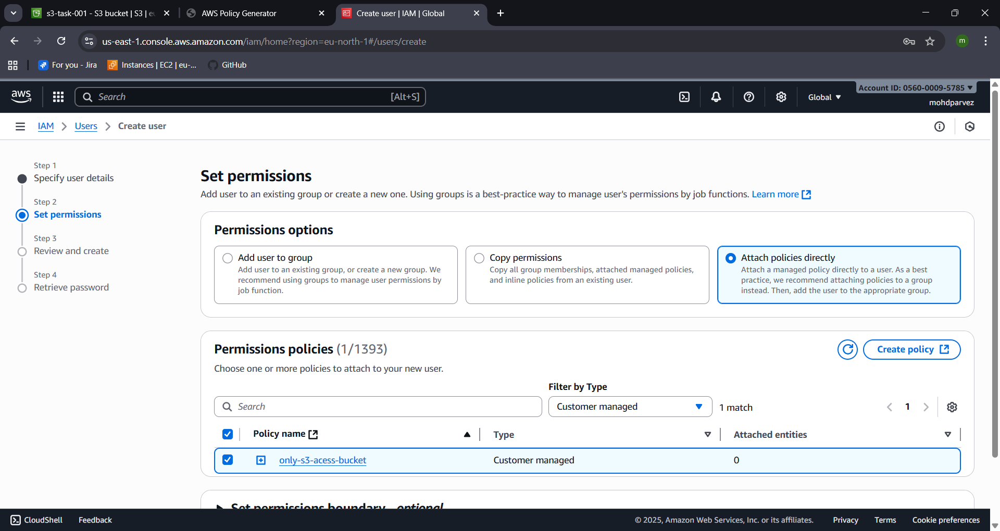 s3-task-001 - S3 bucket | S3 | eu
AWS Policy Generator
Create user | IAM | Global
us-east-1.console.aws.amazon.com/iam/home?region=eu-north-1#/users/create
m
For you - Jira
Instances | EC2 | eu-...
GitHub
aws
Search
[Alt+S]
Global
Account ID: 0560-0009-5785
mohdparvez
IAM
Users
Create user
Step 1
Specify user details
Step 2
Set permissions
Step 3
Review and create
Step 4
Retrieve password
Set permissions
Add user to an existing group or create a new one. Using groups is a best-practice way to manage user's permissions by job functions. Learn more
Permissions options
Add user to group
Add user to an existing group, or create a new group. We
recommend using groups to manage user permissions by
job function.
Copy permissions
Copy all group memberships, attached managed policies,
and inline policies from an existing user.
Attach policies directly
Attach a managed policy directly to a user. As a best
practice, we recommend attaching policies to a group
instead. Then, add the user to the appropriate group.
Permissions policies (1/1393)
Create policy
Choose one or more policies to attach to your new user.
Filter by Type
Search
Customer managed
1 match
1
Policy name
Type
Attached entities
only-s3-acess-bucket
Customer managed
0
Set permissions boundary - optional
CloudShell
Feedback
© 2025, Amazon Web Services, Inc. or its affiliates.
Privacy
Terms
Cookie preferences